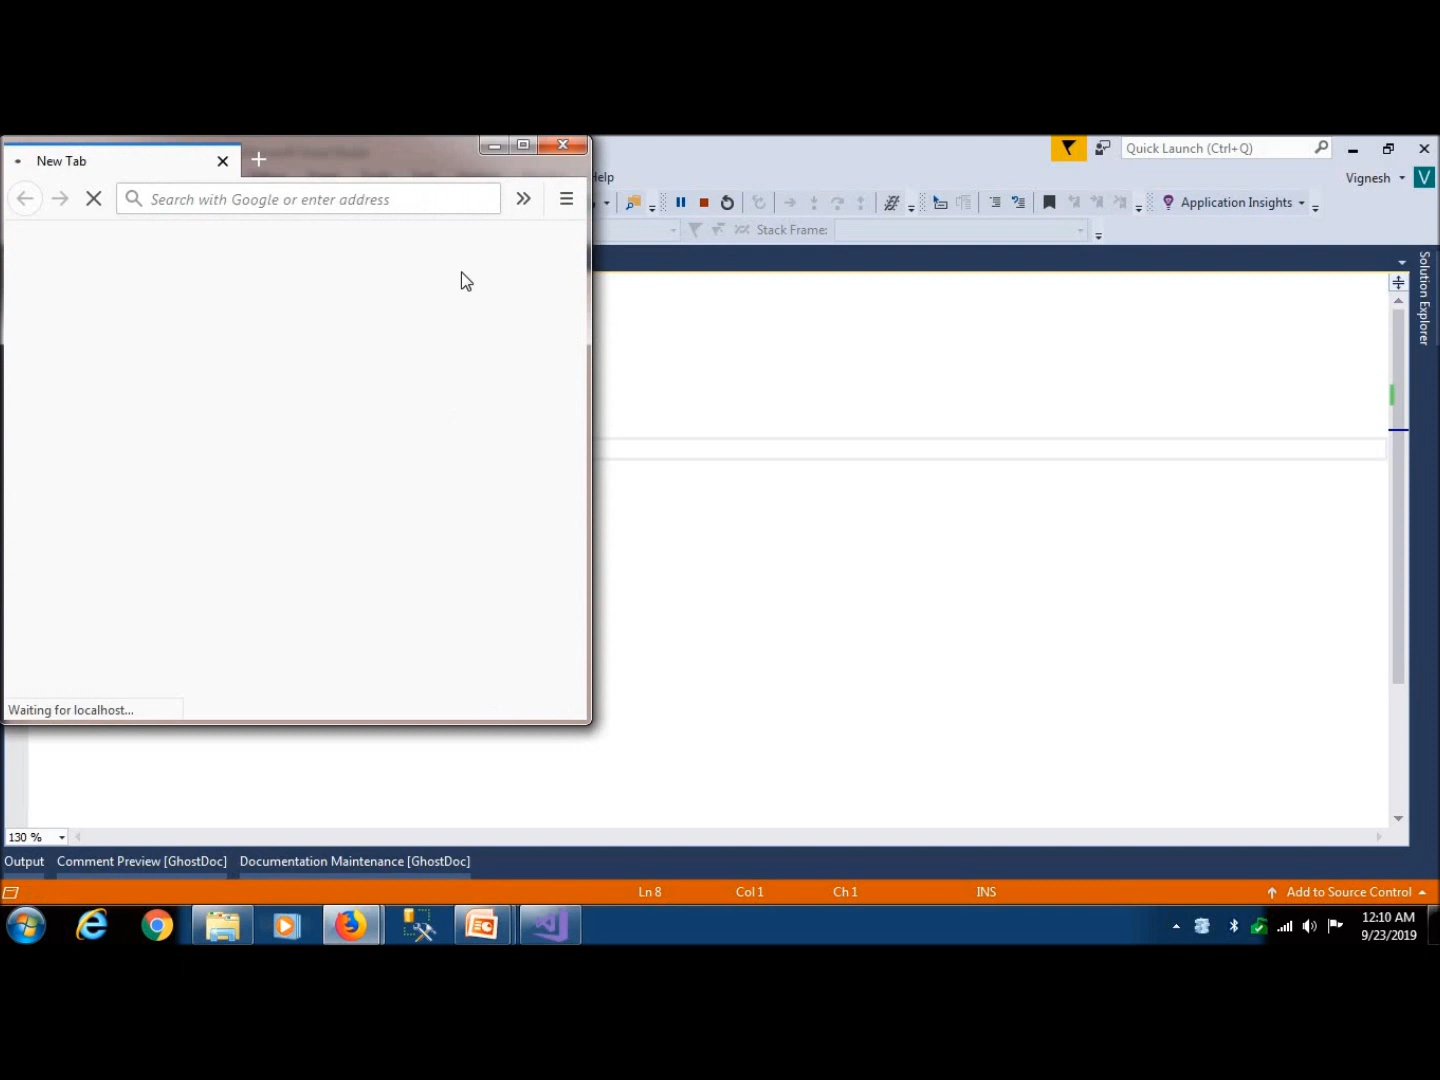 New Tab
Quick Launch (Ctrl+Q)
Help
Vignesh
V
Search with Google or enter address
Application Insights
Stack Frame:
Solution Explorer
Waiting for localhost...
130 %
Output
Comment Preview [GhostDoc]
Documentation Maintenance [GhostDoc]
Ln 8
Col 1
Ch 1
INS
Add to Source Control
12:10 AM
9/23/2019